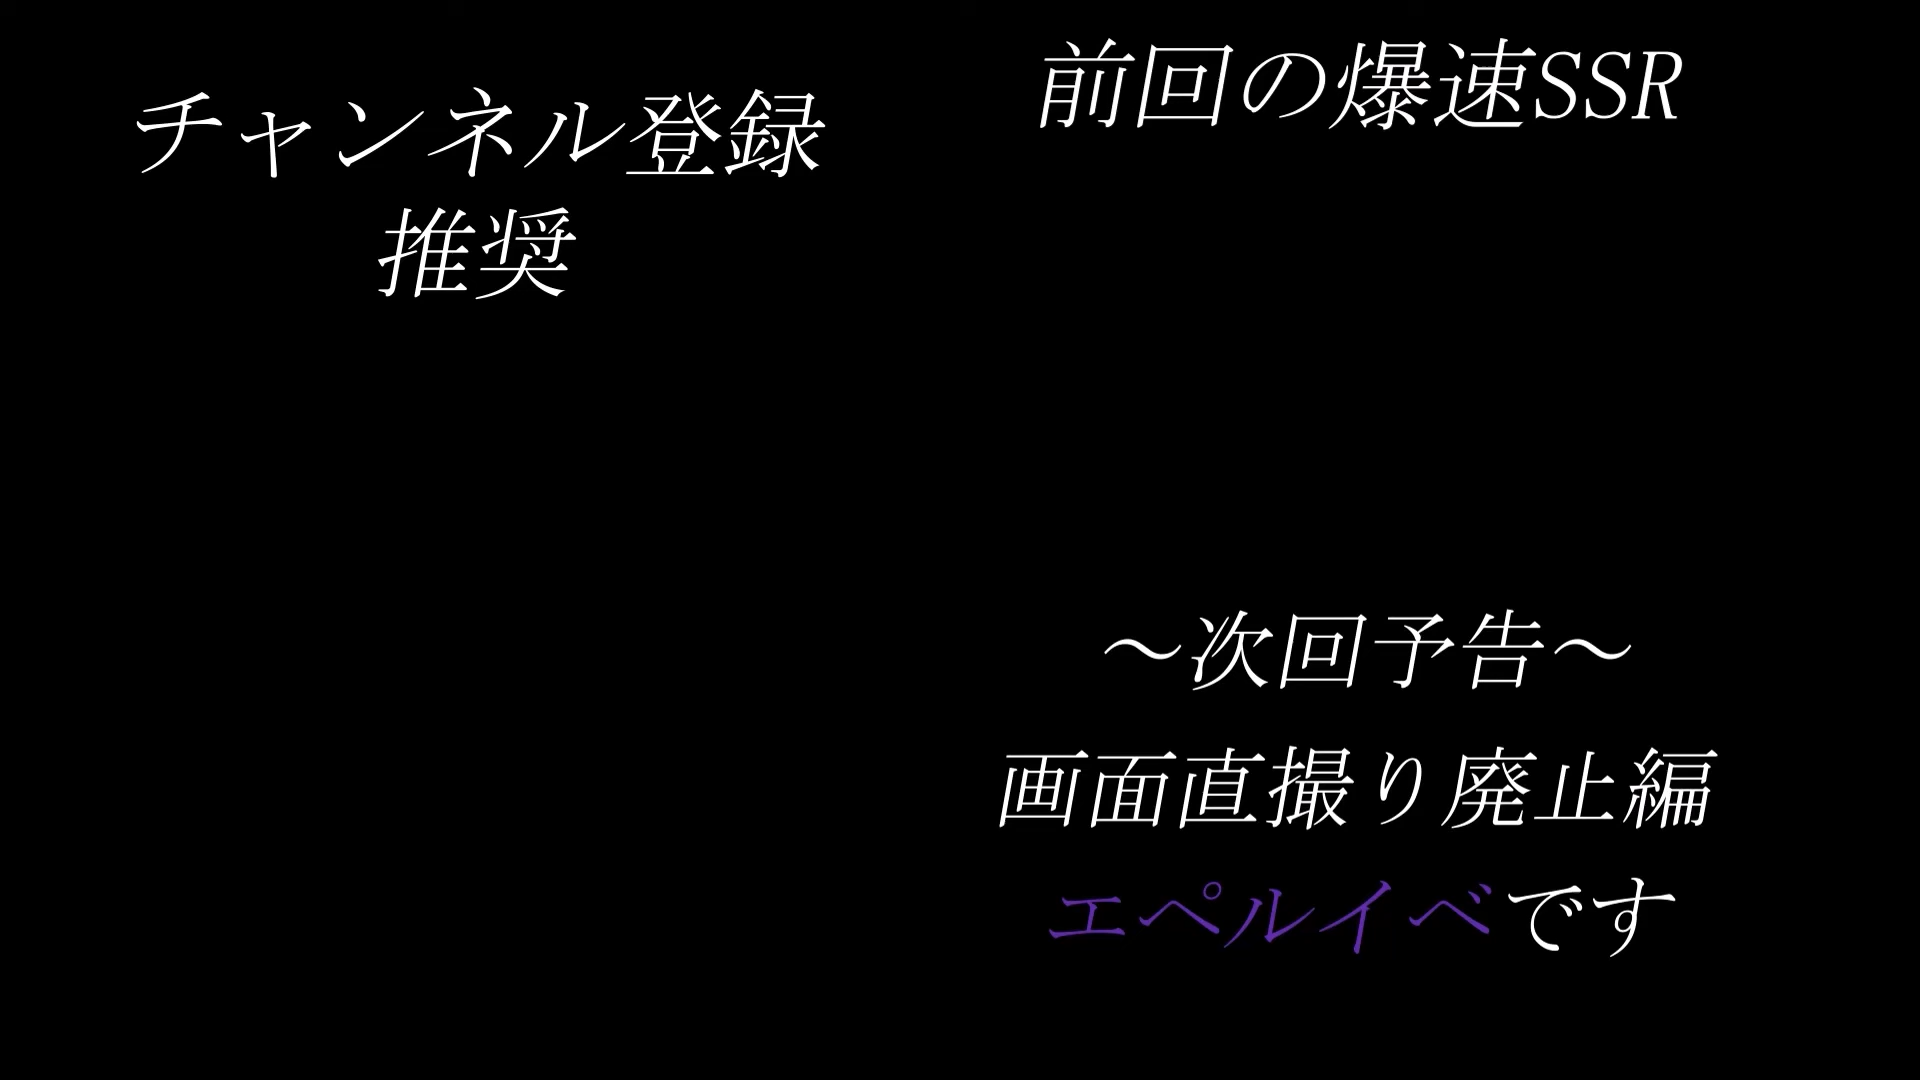 チャンネル登録
推奨
前回の爆速SSR
～次回予告～
画面直撮り廃止編
エペルイベです